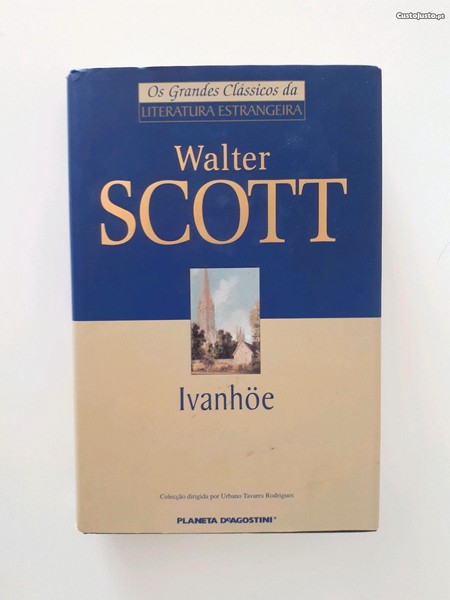 CustoJusto.pt
Os Grandes Clássicos da
LITERATURA ESTRANGEIRA
Walter
SCOTT
Ivanhöe
Colecção dirigida por Urbano Tavares Rodrigues
PLANETA DEAGOSTINI